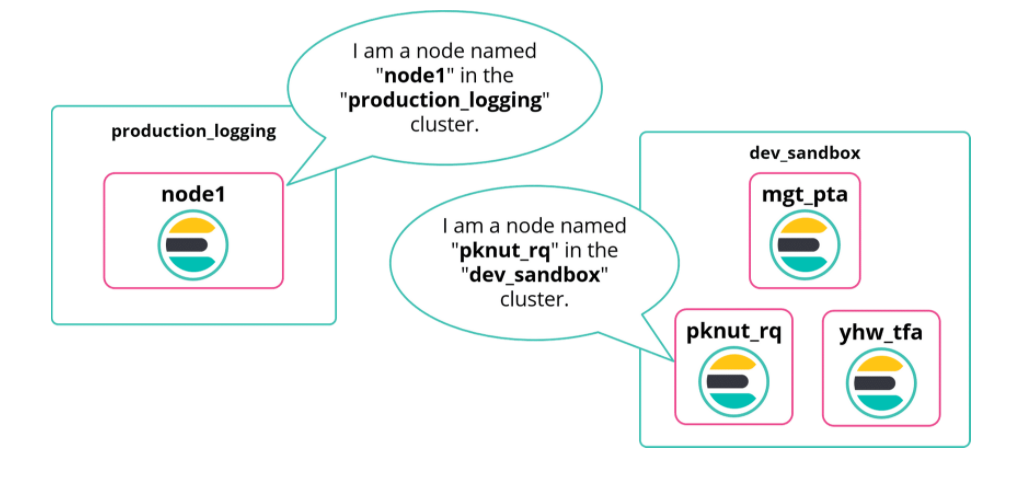 I am a node named
"node1" in the
"production_logging"
cluster.
production_logging
node1
dev_sandbox
mgt_pta
I am a node named
"pknut_rq" in the
"dev_sandbox"
cluster.
pknut_rq
yhw_tfa